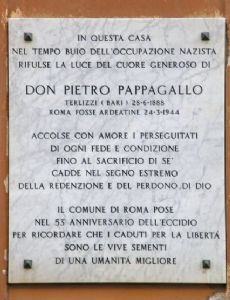 IN QUESTA CASA
NEL TEMPO BUIO DELL'OCCUPAZIONE NAZISTA
RIFULSE LA LUCE DEL CUORE GENEROSO DI
DON PIETRO PAPPAGALLO
TERLIZZI (BARI) 28-6-1888
ROMA FOSSE ARDEATINE 24-3-1944
ACCOLSE CON AMORE I PERSEGUITATI
DI OGNI FEDE E CONDIZIONE
FINO AL SACRIFICIO DI SE'
CADDE NEL SEGNO ESTREMO
DELLA REDENZIONE E DEL PERDONO DI DIO
IL COMUNE DI ROMA POSE
NEL 53° ANNIVERSARIO DELL'ECCIDIO
PER RICORDARE CHE I CADUTI PER LA LIBERTÀ
SONO LE VIVE SEMENTI
DI UNA UMANITÀ MIGLIORE